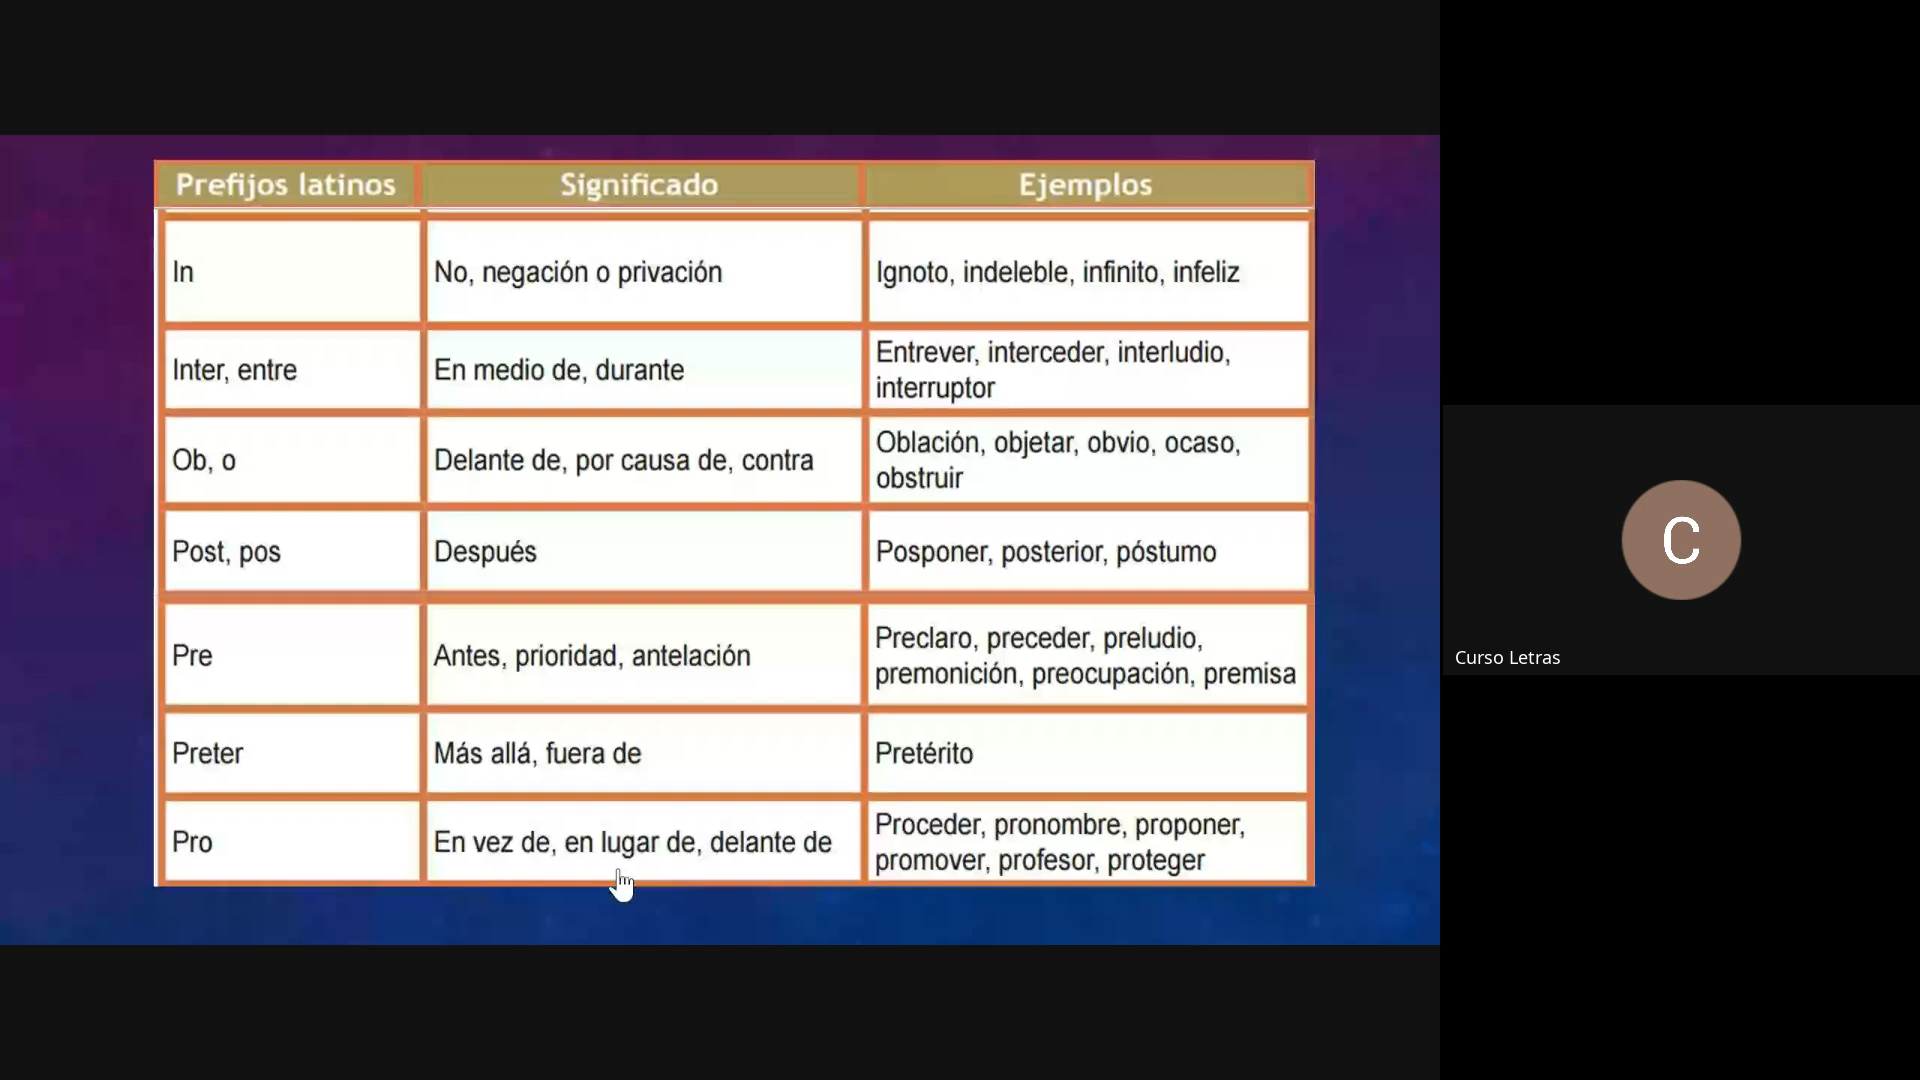 Prefijos latinos Significado Ejemplos
In No, negación o privación Ignoto, indeleble, infinito, infeliz
Inter, entre En medio de, durante Entrever, interceder, interludio,
interruptor
Ob, o Delante de, por causa de, contra Oblación, objetar, obvio, ocaso,
obstruir
Post, pos Después Posponer, posterior, póstumo
Pre Antes, prioridad, antelación Preclaro, preceder, preludio,
premonición, preocupación, premisa
Preter Más allá, fuera de Pretérito
Pro En vez de, en lugar de, delante de Proceder, pronombre, proponer,
promover, profesor, proteger
C
Curso Letras